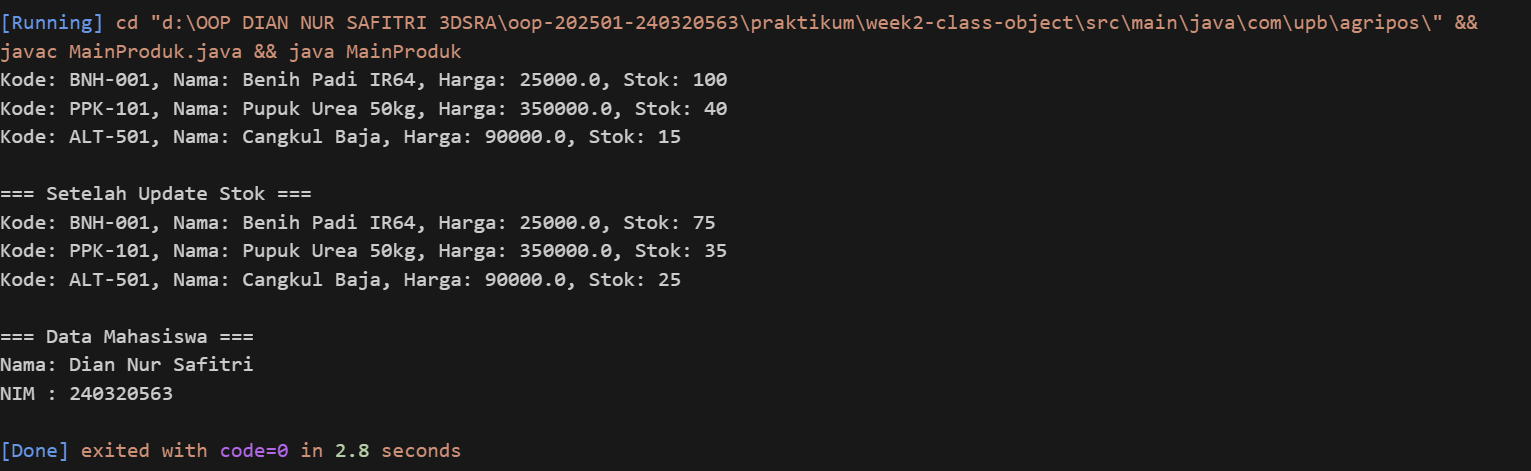 [Running] cd "d:\OOP DIAN NUR SAFITRI 3DSRA\oop-202501-240320563\praktikum\week2-class-object\src\main\java\com\upb\agripos\" &&
javac MainProduk.java && java MainProduk
Kode: BNH-001, Nama: Benih Padi IR64, Harga: 25000.0, Stok: 100
Kode: PPK-101, Nama: Pupuk Urea 50kg, Harga: 350000.0, Stok: 40
Kode: ALT-501, Nama: Cangkul Baja, Harga: 90000.0, Stok: 15

=== Setelah Update Stok ===
Kode: BNH-001, Nama: Benih Padi IR64, Harga: 25000.0, Stok: 75
Kode: PPK-101, Nama: Pupuk Urea 50kg, Harga: 350000.0, Stok: 35
Kode: ALT-501, Nama: Cangkul Baja, Harga: 90000.0, Stok: 25

=== Data Mahasiswa ===
Nama: Dian Nur Safitri
NIM : 240320563

[Done] exited with code=0 in 2.8 seconds